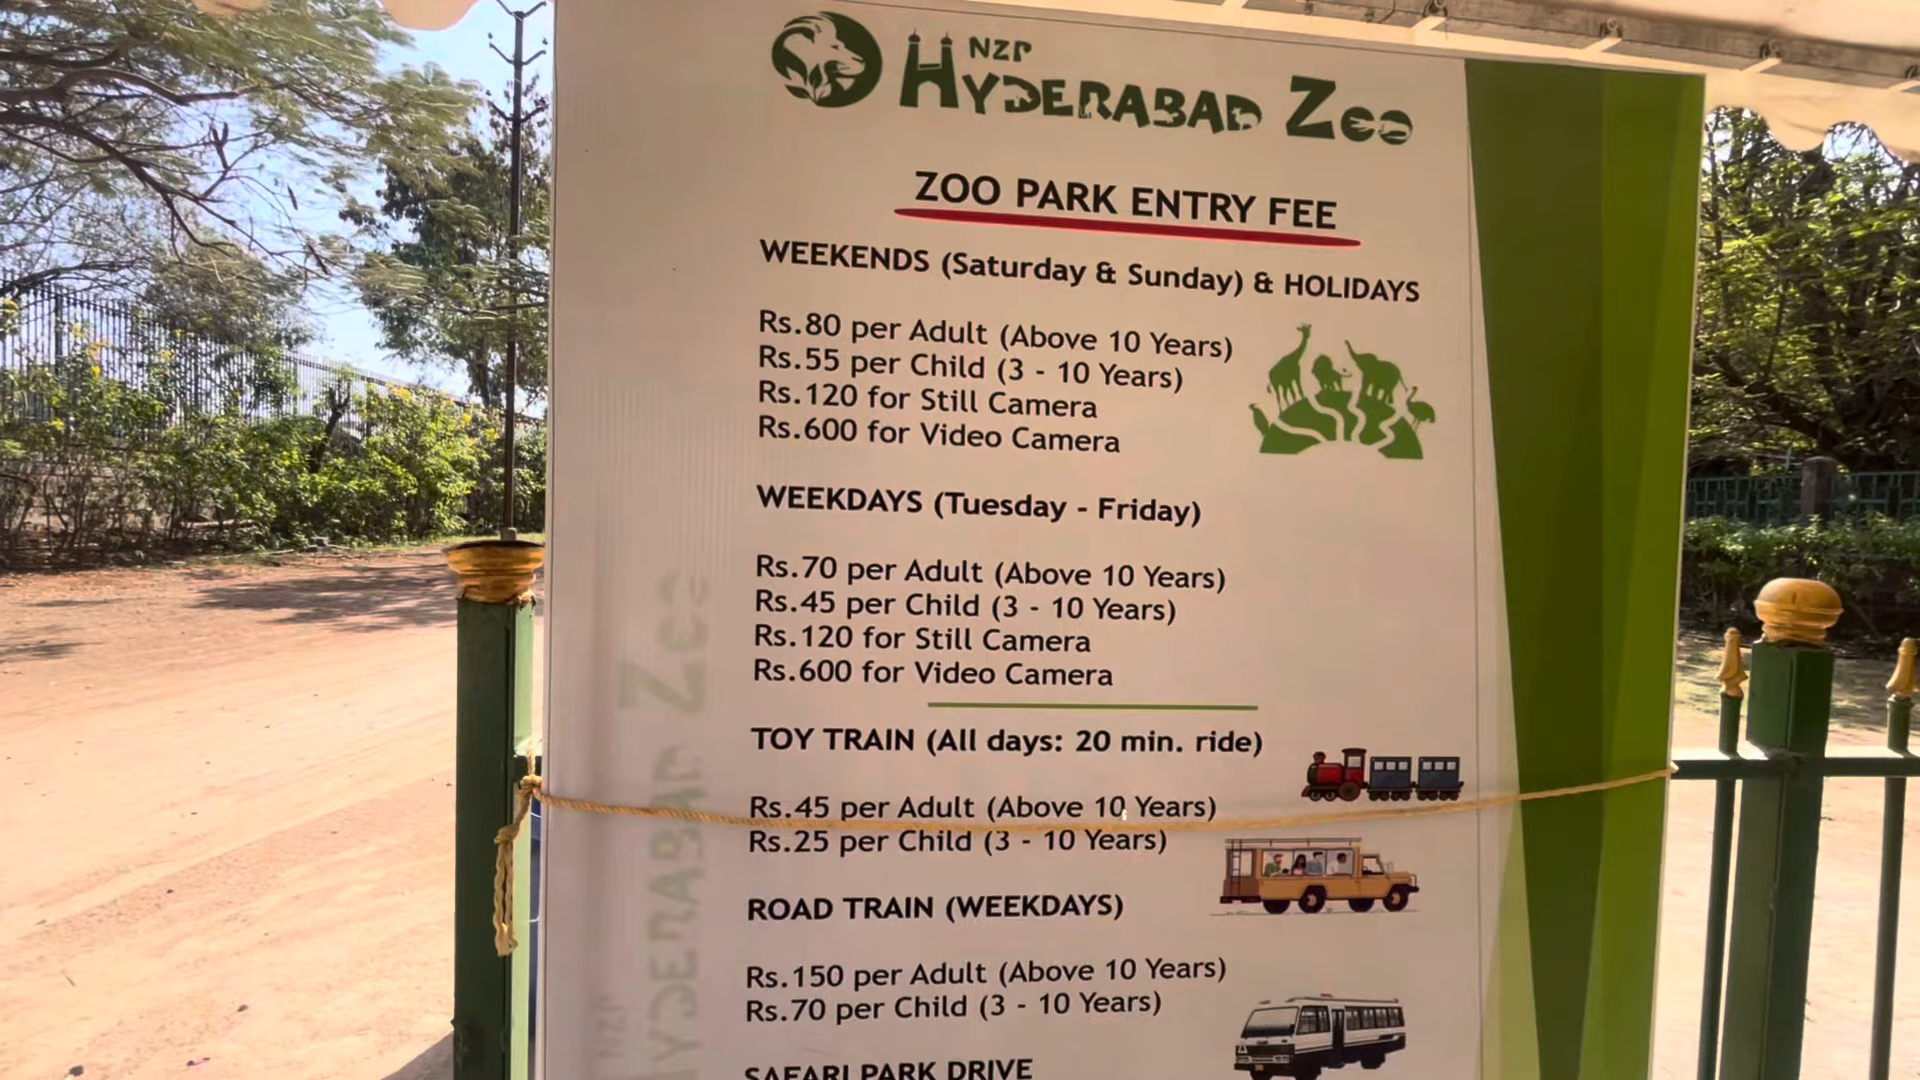 NZP
HYDERABAD ZOO
ZOO PARK ENTRY FEE
WEEKENDS (Saturday & Sunday) & HOLIDAYS
Rs.80 per Adult (Above 10 Years)
Rs.55 per Child (3 - 10 Years)
Rs.120 for Still Camera
Rs.600 for Video Camera
WEEKDAYS (Tuesday - Friday)
Rs.70 per Adult (Above 10 Years)
Rs.45 per Child (3 - 10 Years)
Rs.120 for Still Camera
Rs.600 for Video Camera
TOY TRAIN (All days: 20 min. ride)
Rs.45 per Adult (Above 10 Years)
Rs.25 per Child (3 - 10 Years)
ROAD TRAIN (WEEKDAYS)
Rs.150 per Adult (Above 10 Years)
Rs.70 per Child (3 - 10 Years)
SAFARI PARK DRIVE
NZP
HYDERABAD ZOO